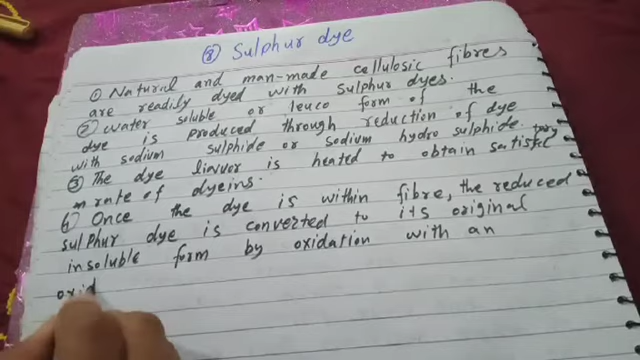 ⑧ Sulphur dye
① Natural and man-made cellulosic fibres
are readily dyed with sulphur dyes.
② water soluble or leuco form of the
dye is produced through reduction of dye
with sodium sulphide or sodium hydro sulphide.
③ The dye liquor is heated to obtain satisfac tory
rate of dyeins.
④ Once the dye is within fibre, the reduced
sulphur dye is converted to its original
insoluble form by oxidation with an
oxid